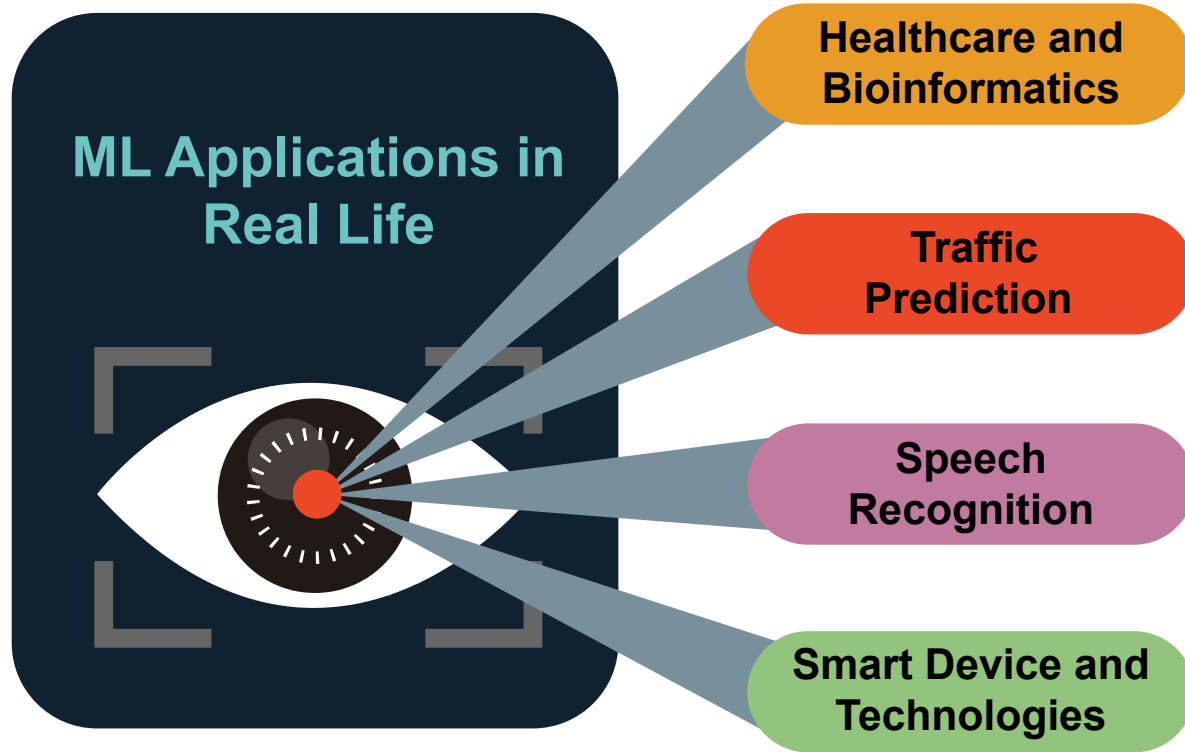 ML Applications in
Real Life
Healthcare and
Bioinformatics
Traffic
Prediction
Speech
Recognition
Smart Device and
Technologies